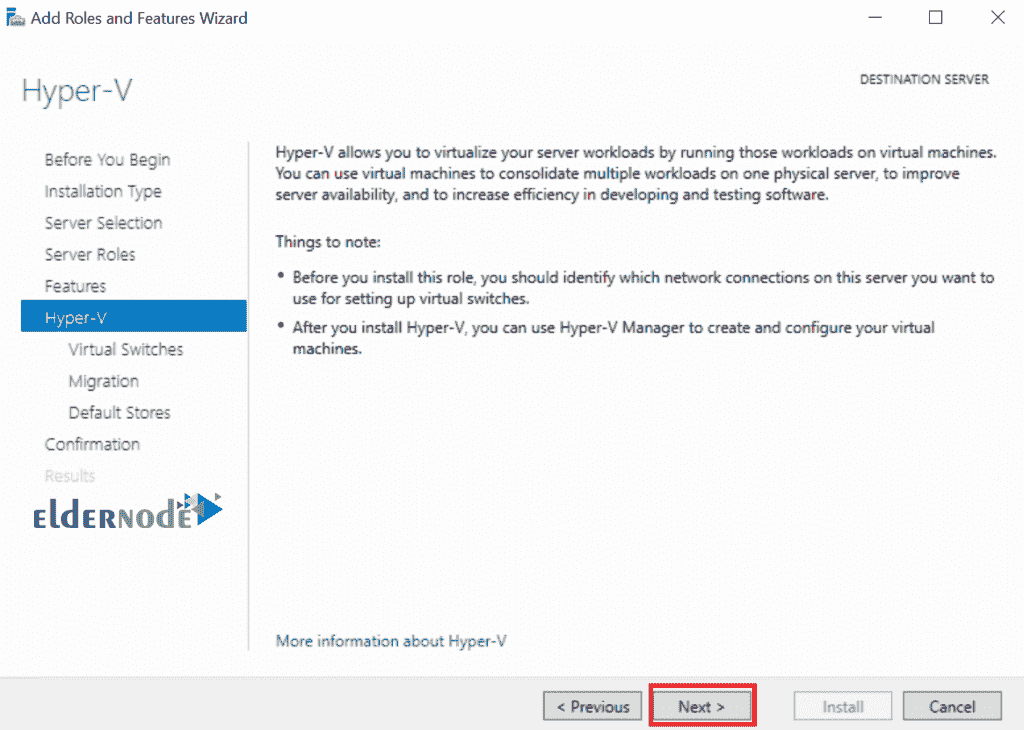 Add Roles and Features Wizard
Hyper-V
DESTINATION SERVER
Before You Begin
Installation Type
Server Selection
Server Roles
Features
Hyper-V
Virtual Switches
Migration
Default Stores
Confirmation
Results
ELdERNOdE
Hyper-V allows you to virtualize your server workloads by running those workloads on virtual machines.
You can use virtual machines to consolidate multiple workloads on one physical server, to improve
server availability, and to increase efficiency in developing and testing software.
Things to note:
• Before you install this role, you should identify which network connections on this server you want to
use for setting up virtual switches.
• After you install Hyper-V, you can use Hyper-V Manager to create and configure your virtual
machines.
More information about Hyper-V
< Previous
Next >
Install
Cancel